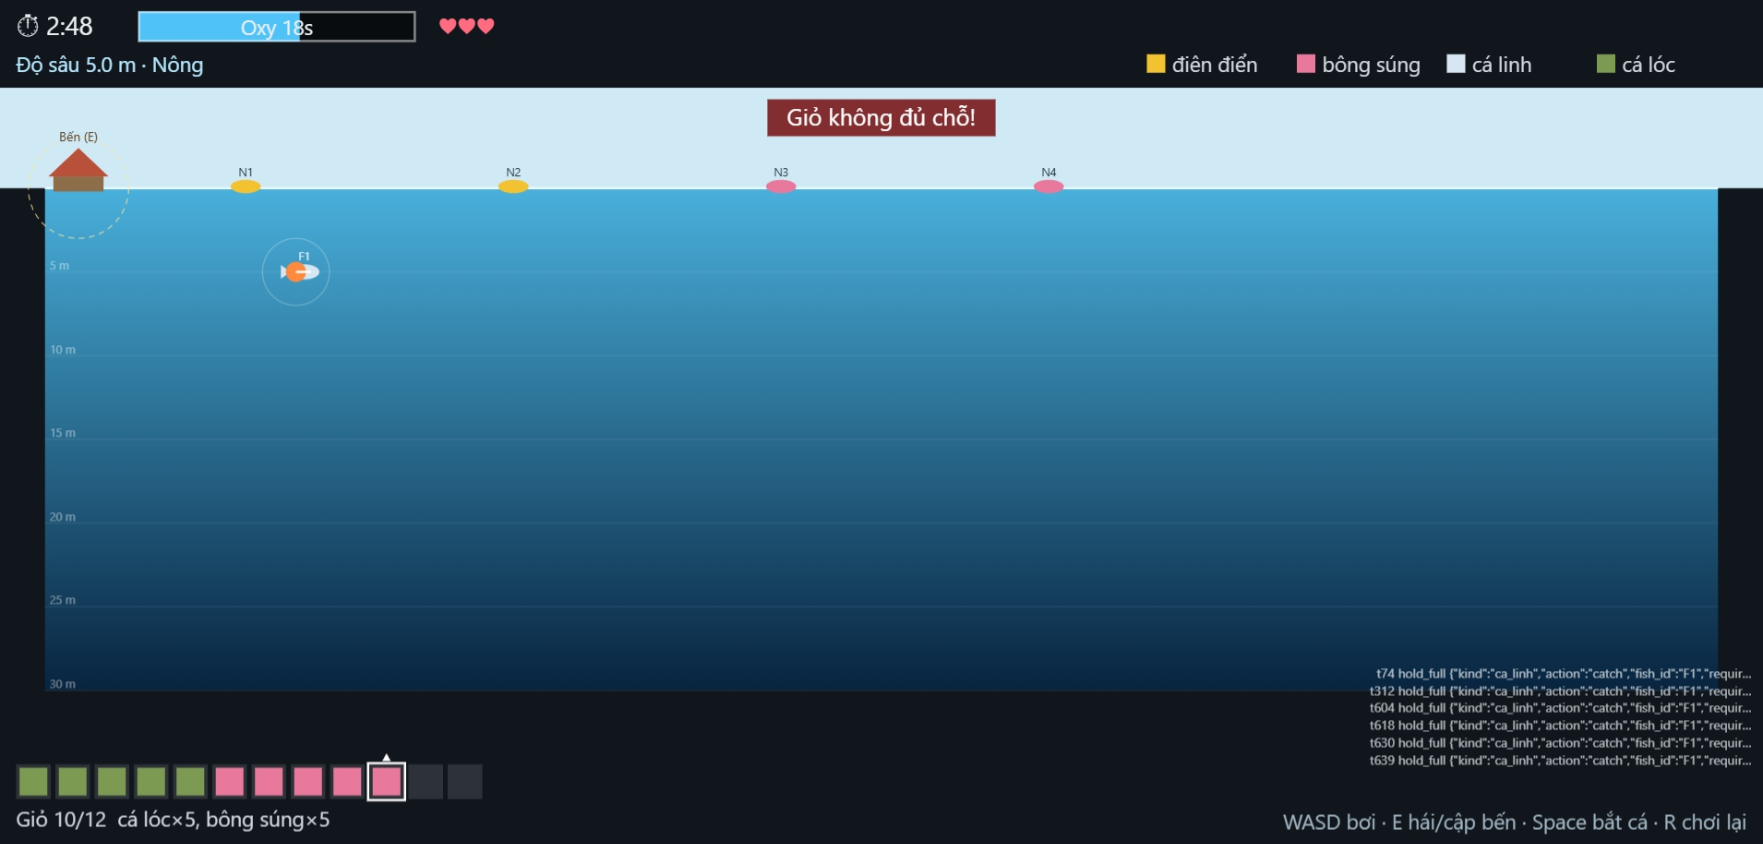 ⏱ 2:48
Oxy 18s
♥♥♥
Độ sâu 5.0 m · Nông
điên điển
bông súng
cá linh
cá lóc
Giỏ không đủ chỗ!
Bến (E)
N1
N2
N3
N4
F1
5 m
10 m
15 m
20 m
25 m
30 m
t74 hold_full {"kind":"ca_linh","action":"catch","fish_id":"F1","requir...
t312 hold_full {"kind":"ca_linh","action":"catch","fish_id":"F1","requir...
t604 hold_full {"kind":"ca_linh","action":"catch","fish_id":"F1","requir...
t618 hold_full {"kind":"ca_linh","action":"catch","fish_id":"F1","requir...
t630 hold_full {"kind":"ca_linh","action":"catch","fish_id":"F1","requir...
t639 hold_full {"kind":"ca_linh","action":"catch","fish_id":"F1","requir...
Giỏ 10/12 cá lóc×5, bông súng×5
WASD bơi · E hái/cập bến · Space bắt cá · R chơi lại